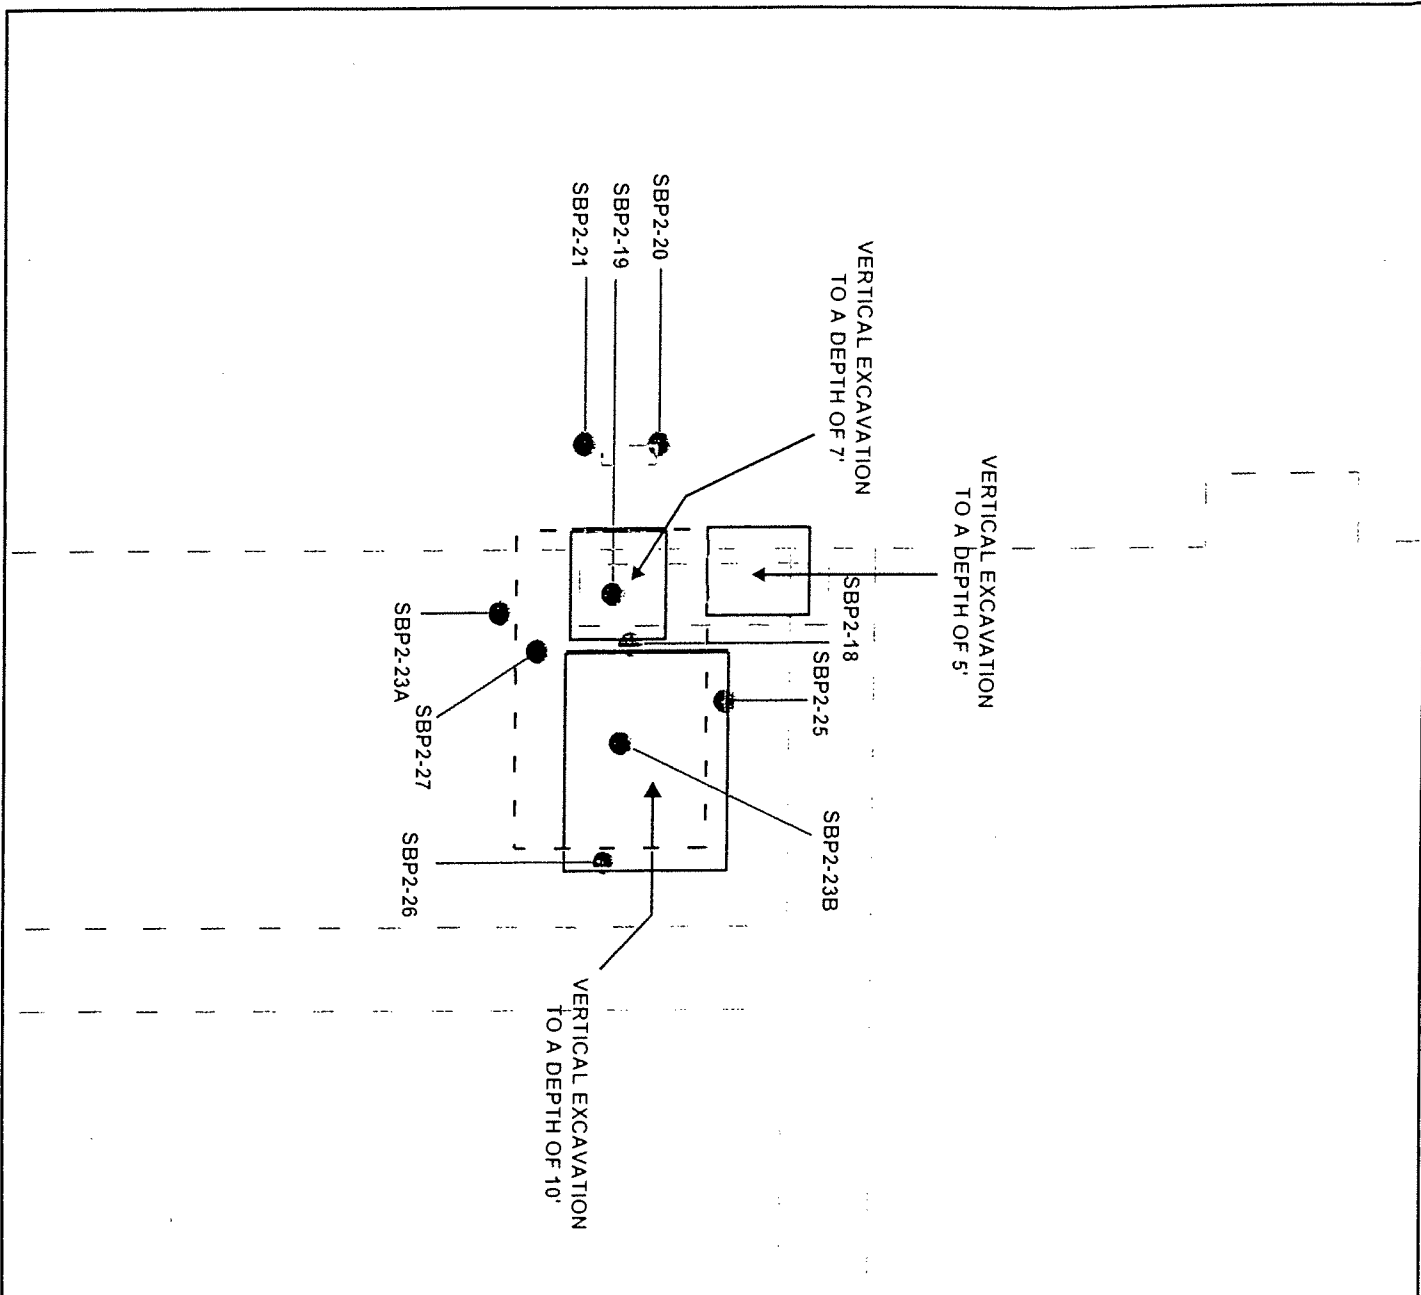 VERTICAL EXCAVATION
TO A DEPTH OF 5'
VERTICAL EXCAVATION
TO A DEPTH OF 7'
SBP2-20
SBP2-19
SBP2-21
SBP2-18
SBP2-25
SBP2-23B
SBP2-23A
SBP2-27
SBP2-26
VERTICAL EXCAVATION
TO A DEPTH OF 10'